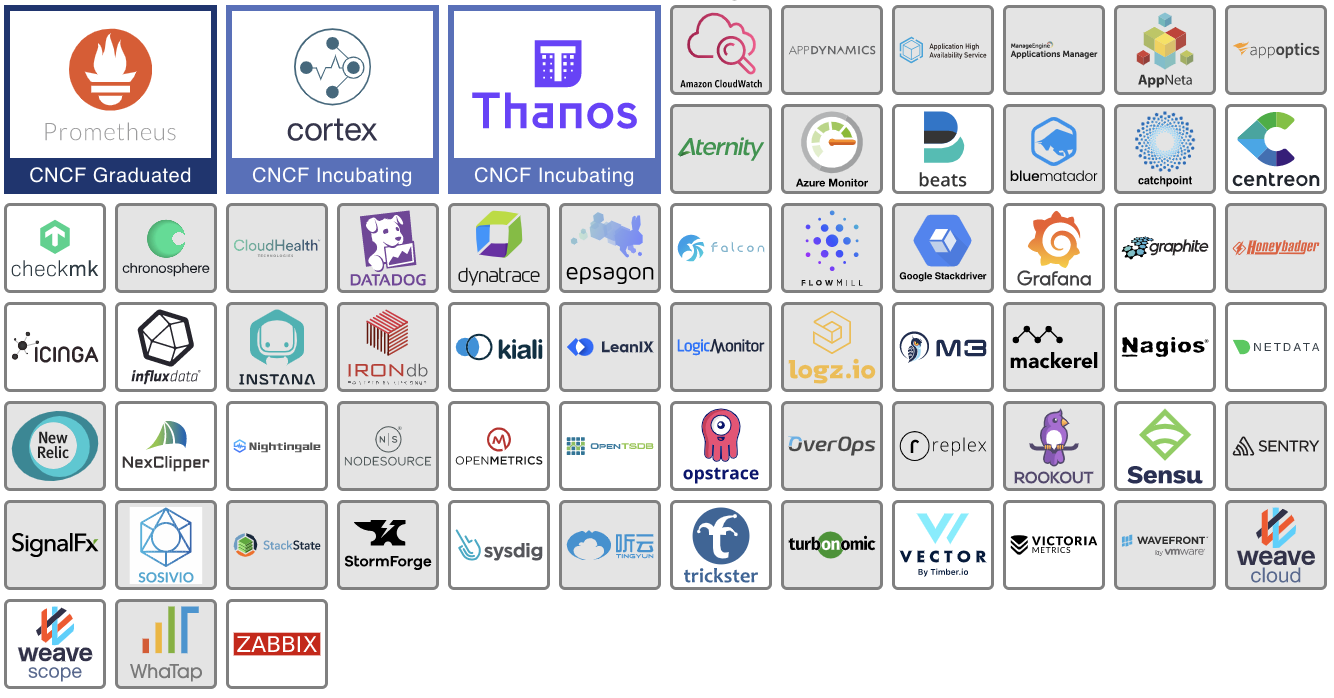 Prometheus
CNCF Graduated
cortex
CNCF Incubating
Thanos
CNCF Incubating
Amazon CloudWatch
APPDYNAMICS
Application High
Availability Service
ManageEngine
Applications Manager
AppNeta
appoptics
Aternity
Azure Monitor
beats
bluematador
catchpoint
centreon
checkmk
chronosphere
CloudHealth
TECHNOLOGIES
DATADOG
dynatrace
epsagon
falcon
FLOWMILL
Google Stackdriver
Grafana
graphite
Honeybadger
ICINGA
influxdata
INSTANA
IRONdb
kiali
LeanIX
LogicMonitor
logz.io
M3
mackerel
Nagios®
NETDATA
New
Relic
NexClipper
Nightingale
N|S
NODESOURCE
OPENMETRICS
OPENTSDB
opstrace
OverOps
r
replex
ROOKOUT
Sensu
SENTRY
SignalFx
SOSIVIO
StackState
StormForge
sysdig
听云
TINGYUN
trickster
turbonomic
VECTOR
By Timber.io
VICTORIA
METRICS
WAVEFRONT
by vmware
weave
cloud
weave
scope
WhaTap
ZABBIX